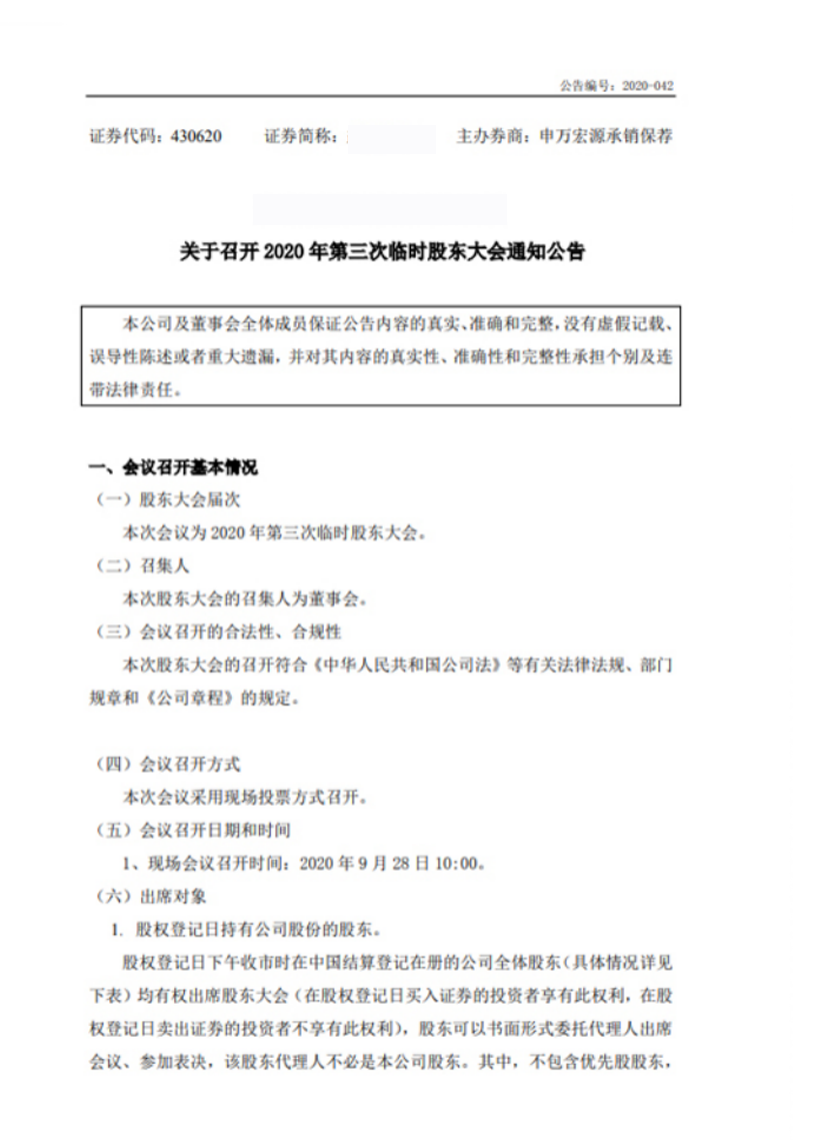 公告编号：2020-042
证券代码：430620 证券简称： 主办券商：申万宏源承销保荐
关于召开 2020 年第三次临时股东大会通知公告
本公司及董事会全体成员保证公告内容的真实、准确和完整，没有虚假记载、
误导性陈述或者重大遗漏，并对其内容的真实性、准确性和完整性承担个别及连
带法律责任。
一、会议召开基本情况
（一）股东大会届次
本次会议为 2020 年第三次临时股东大会。
（二）召集人
本次股东大会的召集人为董事会。
（三）会议召开的合法性、合规性
本次股东大会的召开符合《中华人民共和国公司法》等有关法律法规、部门
规章和《公司章程》的规定。
（四）会议召开方式
本次会议采用现场投票方式召开。
（五）会议召开日期和时间
1、现场会议召开时间：2020 年 9 月 28 日 10:00。
（六）出席对象
1. 股权登记日持有公司股份的股东。
股权登记日下午收市时在中国结算登记在册的公司全体股东（具体情况详见
下表）均有权出席股东大会（在股权登记日买入证券的投资者享有此权利，在股
权登记日卖出证券的投资者不享有此权利），股东可以书面形式委托代理人出席
会议、参加表决，该股东代理人不必是本公司股东。其中，不包含优先股股东，